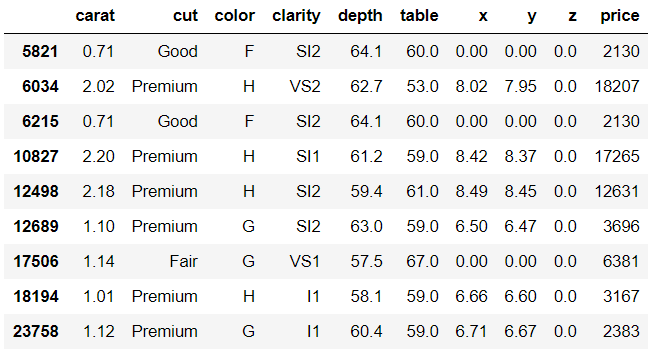 carat cut color clarity depth table x y z price
5821 0.71 Good F SI2 64.1 60.0 0.00 0.00 0.0 2130
6034 2.02 Premium H VS2 62.7 53.0 8.02 7.95 0.0 18207
6215 0.71 Good F SI2 64.1 60.0 0.00 0.00 0.0 2130
10827 2.20 Premium H SI1 61.2 59.0 8.42 8.37 0.0 17265
12498 2.18 Premium H SI2 59.4 61.0 8.49 8.45 0.0 12631
12689 1.10 Premium G SI2 63.0 59.0 6.50 6.47 0.0 3696
17506 1.14 Fair G VS1 57.5 67.0 0.00 0.00 0.0 6381
18194 1.01 Premium H I1 58.1 59.0 6.66 6.60 0.0 3167
23758 1.12 Premium G I1 60.4 59.0 6.71 6.67 0.0 2383